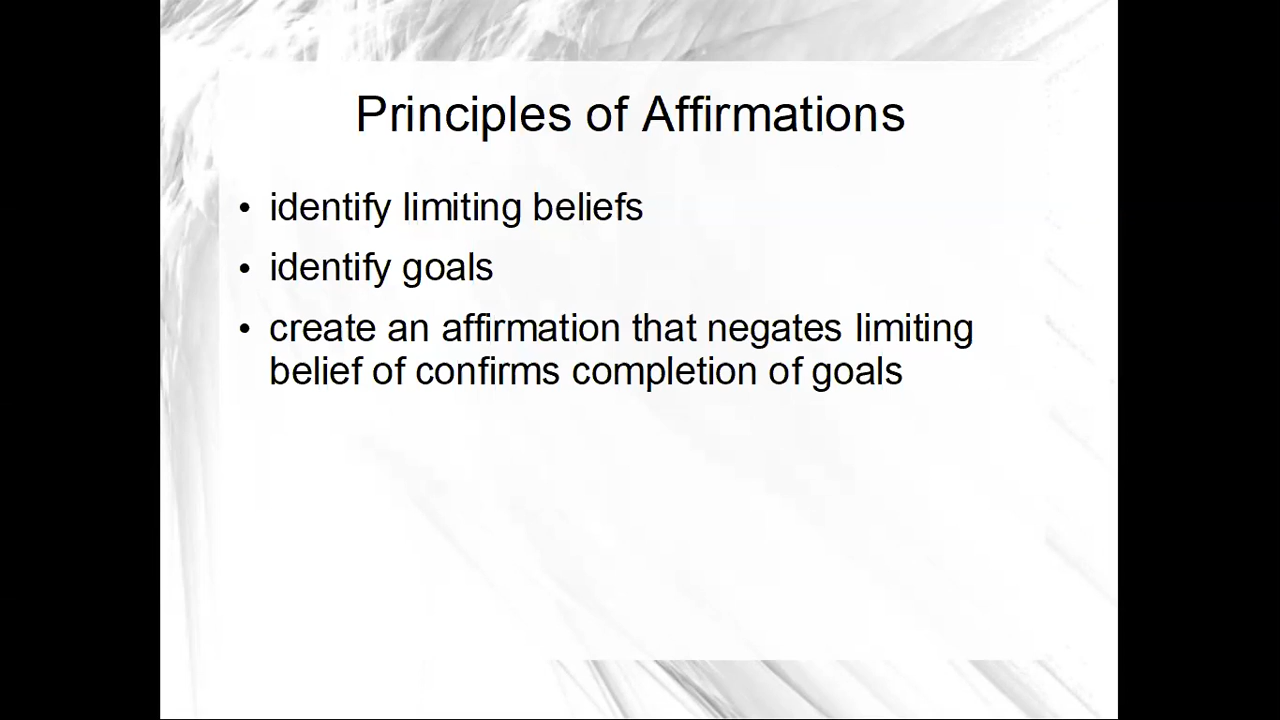 Principles of Affirmations
• identify limiting beliefs
• identify goals
• create an affirmation that negates limiting
belief of confirms completion of goals